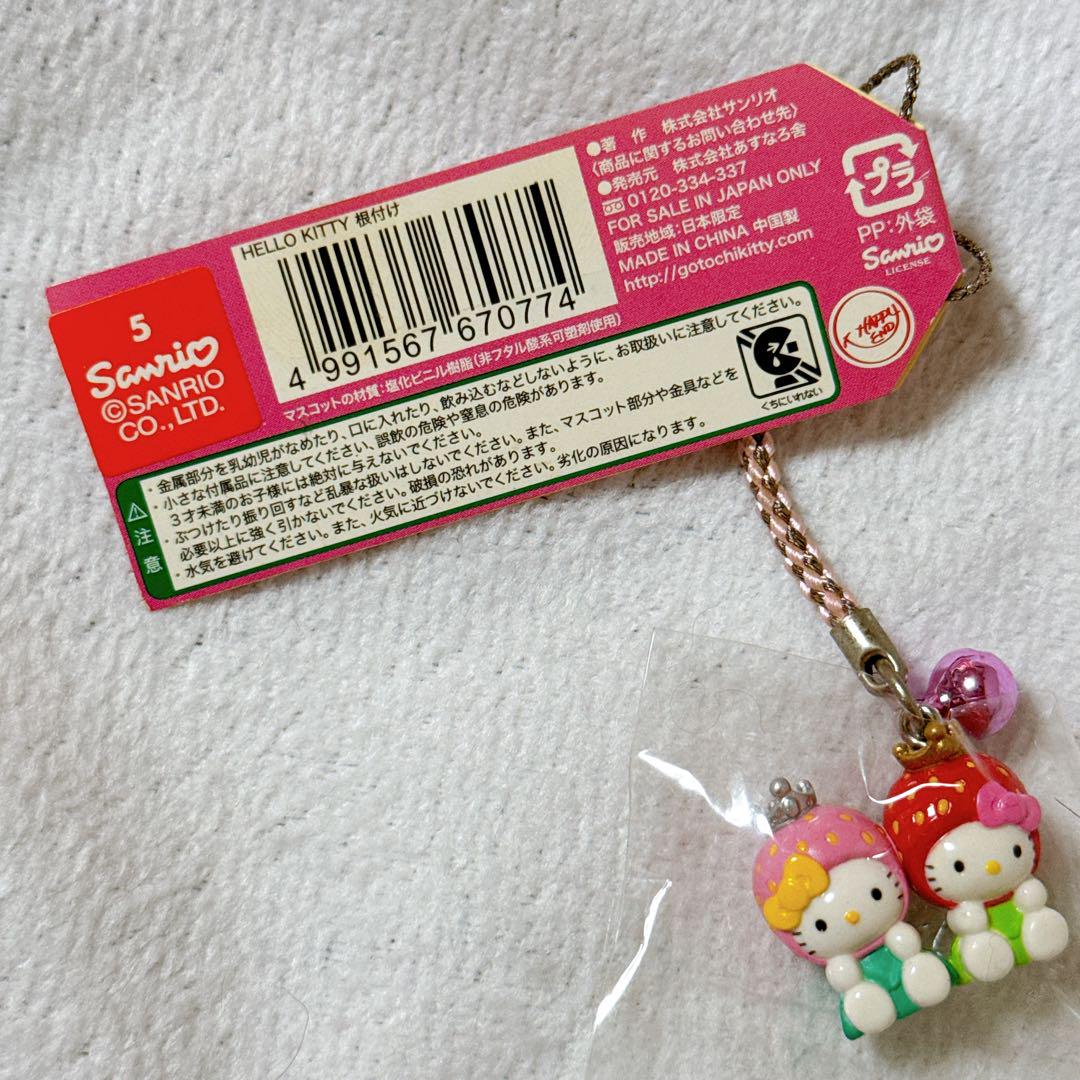 HELLO KITTY 根付け
4 991567 670774
マスコットの材質：塩化ビニル樹脂（非フタル酸系可塑剤使用）
5
Sanrio
©SANRIO
CO.,LTD.
●著　作　株式会社サンリオ
〈商品に関するお問い合わせ先〉
●発売元　株式会社あすなろ舎
0120-334-337
FOR SALE IN JAPAN ONLY
販売地域：日本限定
MADE IN CHINA 中国製
http://gotochikitty.com
プラ
PP：外袋
Sanrio
LICENSE
HAPPY
END
注
意
・金属部分を乳幼児がなめたり、口に入れたり、飲み込むなどしないように、お取扱いに注意してください。
・小さな付属品に注意してください。誤飲の危険や窒息の危険があります。
３才未満のお子様には絶対に与えないでください。
・ぶつけたり振り回すなど乱暴な扱いはしないでください。また、マスコット部分や金具などを
必要以上に強く引かないでください。破損の恐れがあります。
・水気を避けてください。また、火気に近づけないでください。劣化の原因になります。
くちにいれない